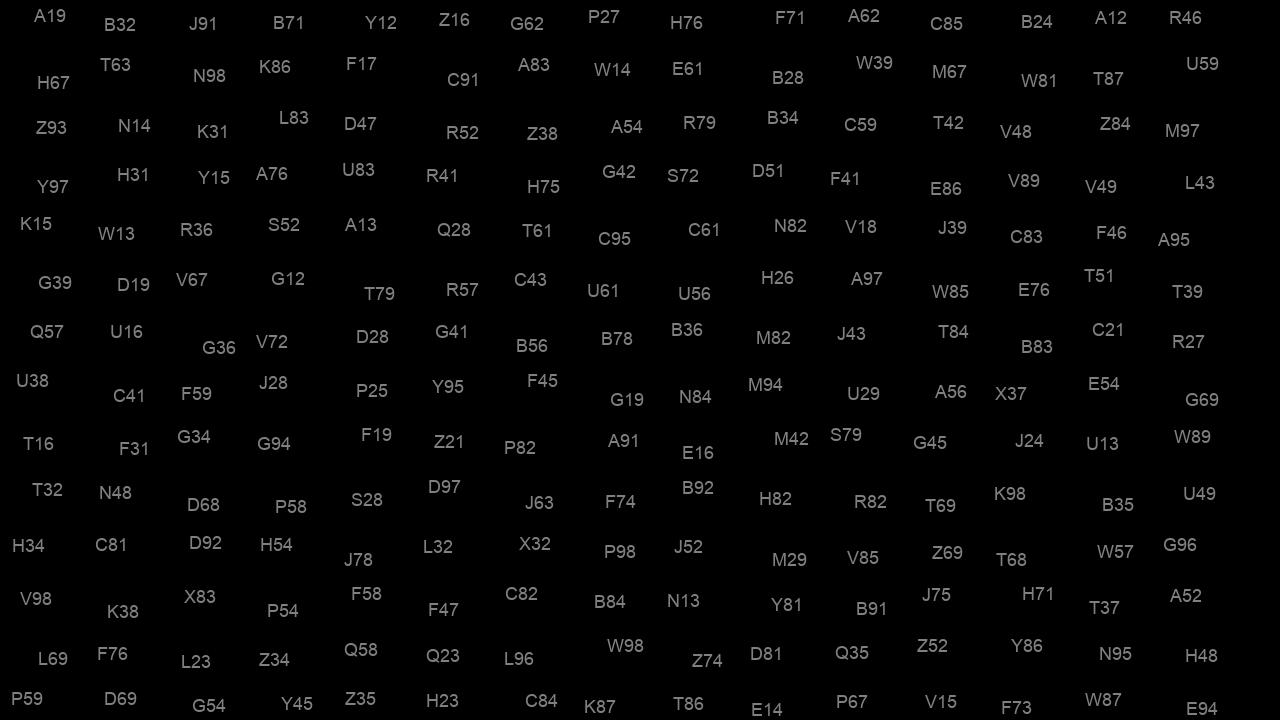 A19 B32 J91 B71 Y12 Z16 G62 P27 H76 F71 A62 C85 B24 A12 R46
H67 T63 N98 K86 F17 C91 A83 W14 E61 B28 W39 M67 W81 T87 U59
Z93 N14 K31 L83 D47 R52 Z38 A54 R79 B34 C59 T42 V48 Z84 M97
Y97 H31 Y15 A76 U83 R41 H75 G42 S72 D51 F41 E86 V89 V49 L43
K15 W13 R36 S52 A13 Q28 T61 C95 C61 N82 V18 J39 C83 F46 A95
G39 D19 V67 G12 T79 R57 C43 U61 U56 H26 A97 W85 E76 T51 T39
Q57 U16 G36 V72 D28 G41 B56 B78 B36 M82 J43 T84 B83 C21 R27
U38 C41 F59 J28 P25 Y95 F45 G19 N84 M94 U29 A56 X37 E54 G69
T16 F31 G34 G94 F19 Z21 P82 A91 E16 M42 S79 G45 J24 U13 W89
T32 N48 D68 P58 S28 D97 J63 F74 B92 H82 R82 T69 K98 B35 U49
H34 C81 D92 H54 J78 L32 X32 P98 J52 M29 V85 Z69 T68 W57 G96
V98 K38 X83 P54 F58 F47 C82 B84 N13 Y81 B91 J75 H71 T37 A52
L69 F76 L23 Z34 Q58 Q23 L96 W98 Z74 D81 Q35 Z52 Y86 N95 H48
P59 D69 G54 Y45 Z35 H23 C84 K87 T86 E14 P67 V15 F73 W87 E94